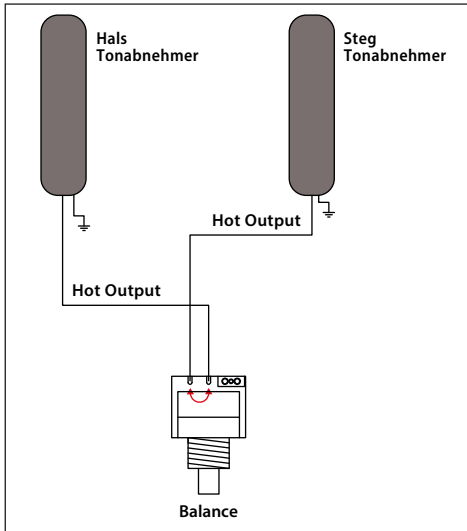 Hals
Tonabnehmer
Steg
Tonabnehmer
Hot Output
Hot Output
Balance